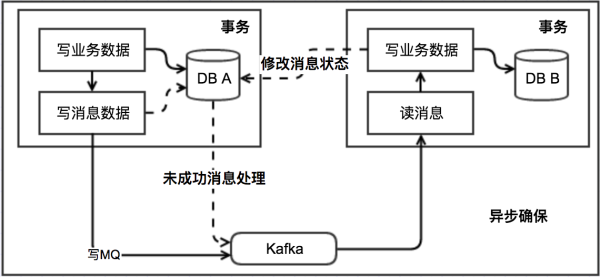 事务
写业务数据
写消息数据
DB A
修改消息状态
事务
写业务数据
读消息
DB B
未成功消息处理
异步确保
写MQ
Kafka